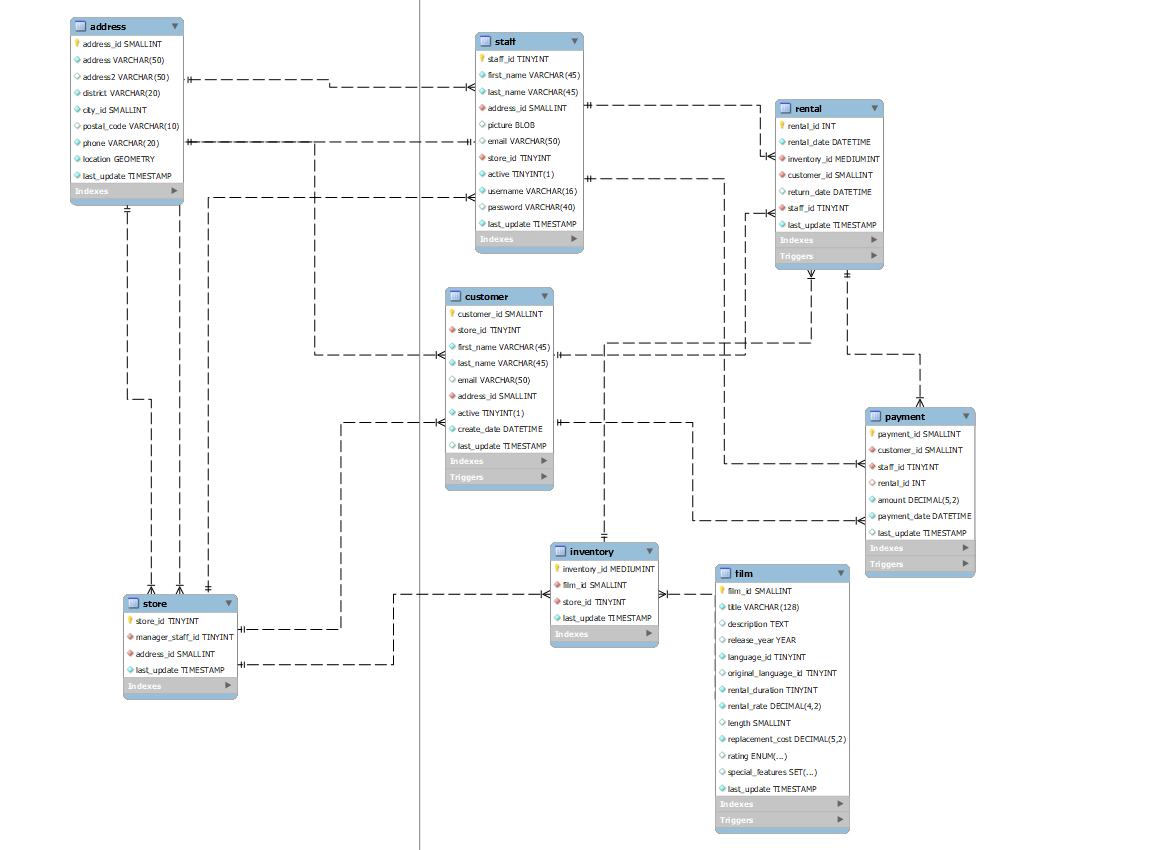 address
address_id SMALLINT
address VARCHAR(50)
address2 VARCHAR(50)
district VARCHAR(20)
city_id SMALLINT
postal_code VARCHAR(10)
phone VARCHAR(20)
location GEOMETRY
last_update TIMESTAMP
Indexes
staff
staff_id TINYINT
first_name VARCHAR(45)
last_name VARCHAR(45)
address_id SMALLINT
picture BLOB
email VARCHAR(50)
store_id TINYINT
active TINYINT(1)
username VARCHAR(16)
password VARCHAR(40)
last_update TIMESTAMP
Indexes
rental
rental_id INT
rental_date DATETIME
inventory_id MEDIUMINT
customer_id SMALLINT
return_date DATETIME
staff_id TINYINT
last_update TIMESTAMP
Indexes
Triggers
customer
customer_id SMALLINT
store_id TINYINT
first_name VARCHAR(45)
last_name VARCHAR(45)
email VARCHAR(50)
address_id SMALLINT
active TINYINT(1)
create_date DATETIME
last_update TIMESTAMP
Indexes
Triggers
payment
payment_id SMALLINT
customer_id SMALLINT
staff_id TINYINT
rental_id INT
amount DECIMAL(5,2)
payment_date DATETIME
last_update TIMESTAMP
Indexes
Triggers
store
store_id TINYINT
manager_staff_id TINYINT
address_id SMALLINT
last_update TIMESTAMP
Indexes
inventory
inventory_id MEDIUMINT
film_id SMALLINT
store_id TINYINT
last_update TIMESTAMP
Indexes
film
film_id SMALLINT
title VARCHAR(128)
description TEXT
release_year YEAR
language_id TINYINT
original_language_id TINYINT
rental_duration TINYINT
rental_rate DECIMAL(4,2)
length SMALLINT
replacement_cost DECIMAL(5,2)
rating ENUM(...)
special_features SET(...)
last_update TIMESTAMP
Indexes
Triggers